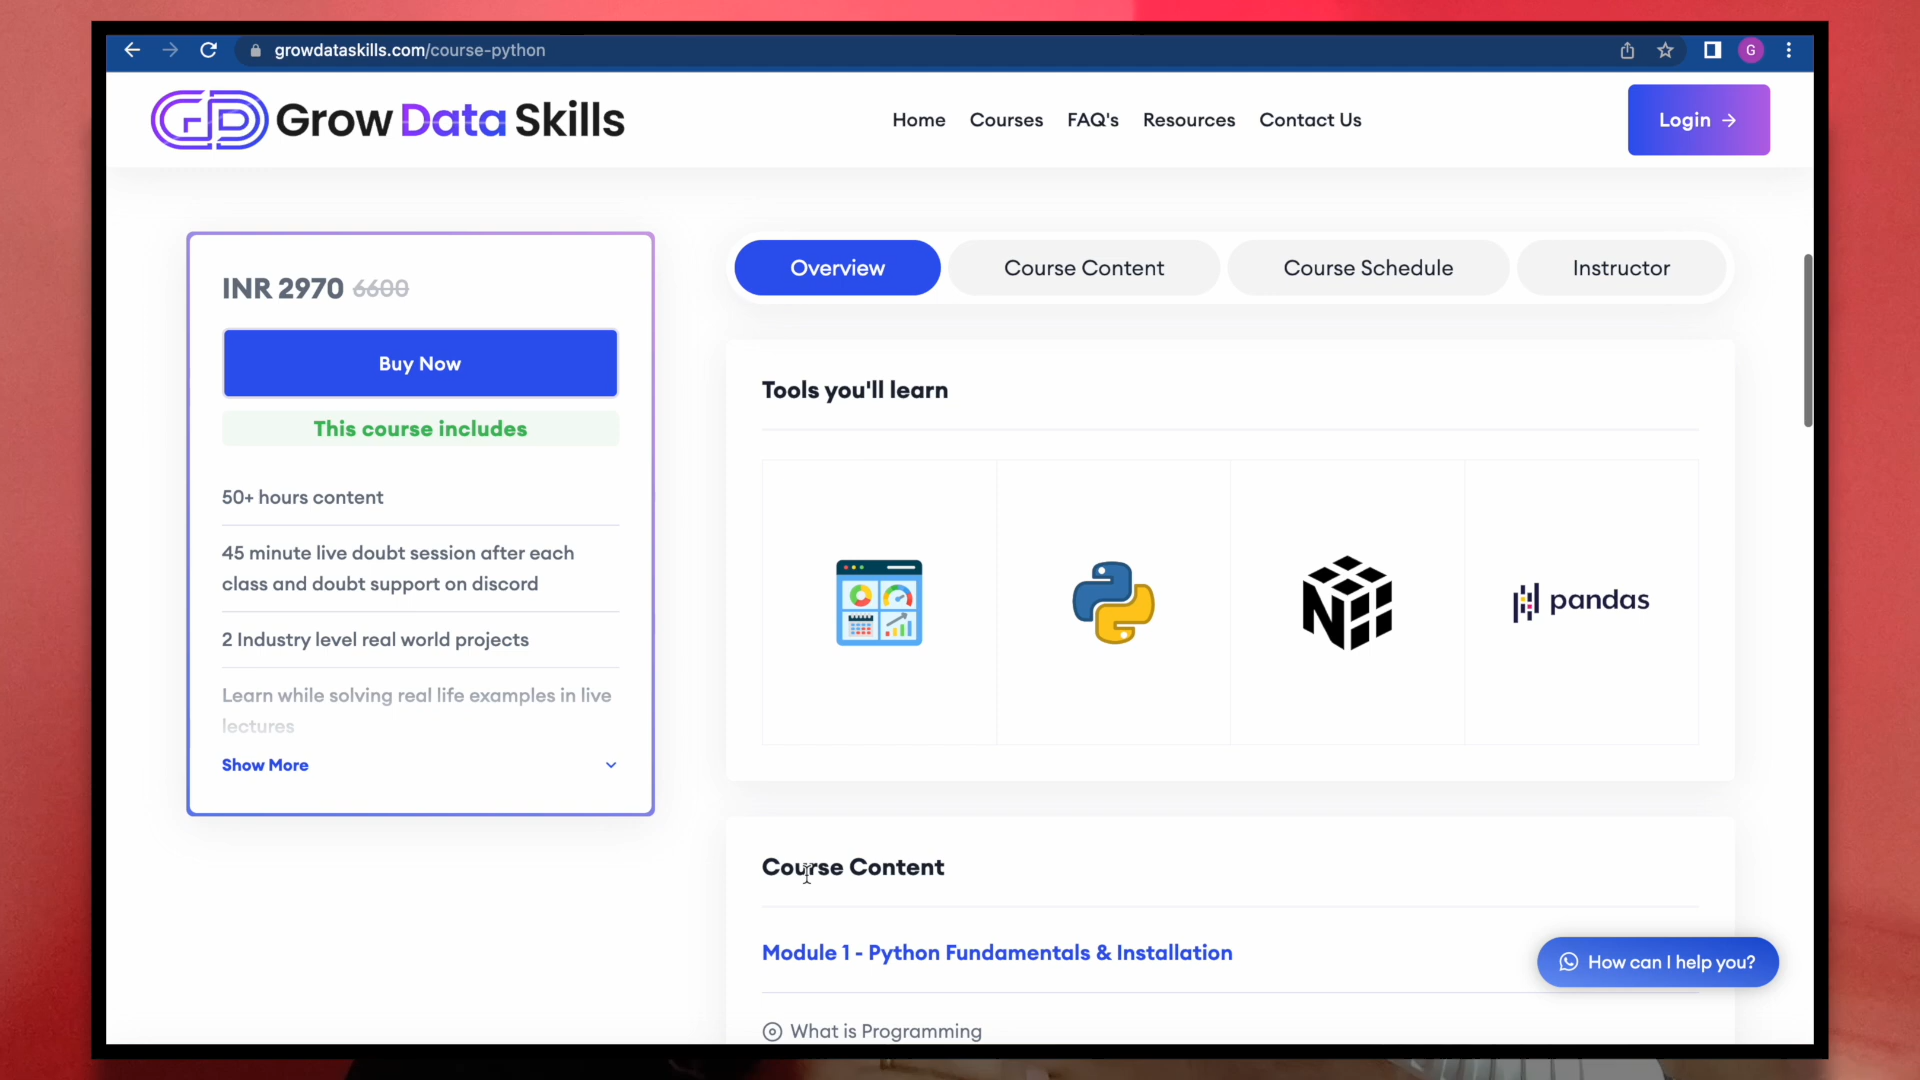 growdataskills.com/course-python
G
Grow Data Skills
Home
Courses
FAQ's
Resources
Contact Us
Login
INR 2970 6600
Buy Now
This course includes
50+ hours content
45 minute live doubt session after each
class and doubt support on discord
2 Industry level real world projects
Learn while solving real life examples in live
lectures
Show More
Overview
Course Content
Course Schedule
Instructor
Tools you'll learn
pandas
Course Content
Module 1 - Python Fundamentals & Installation
What is Programming
How can I help you?